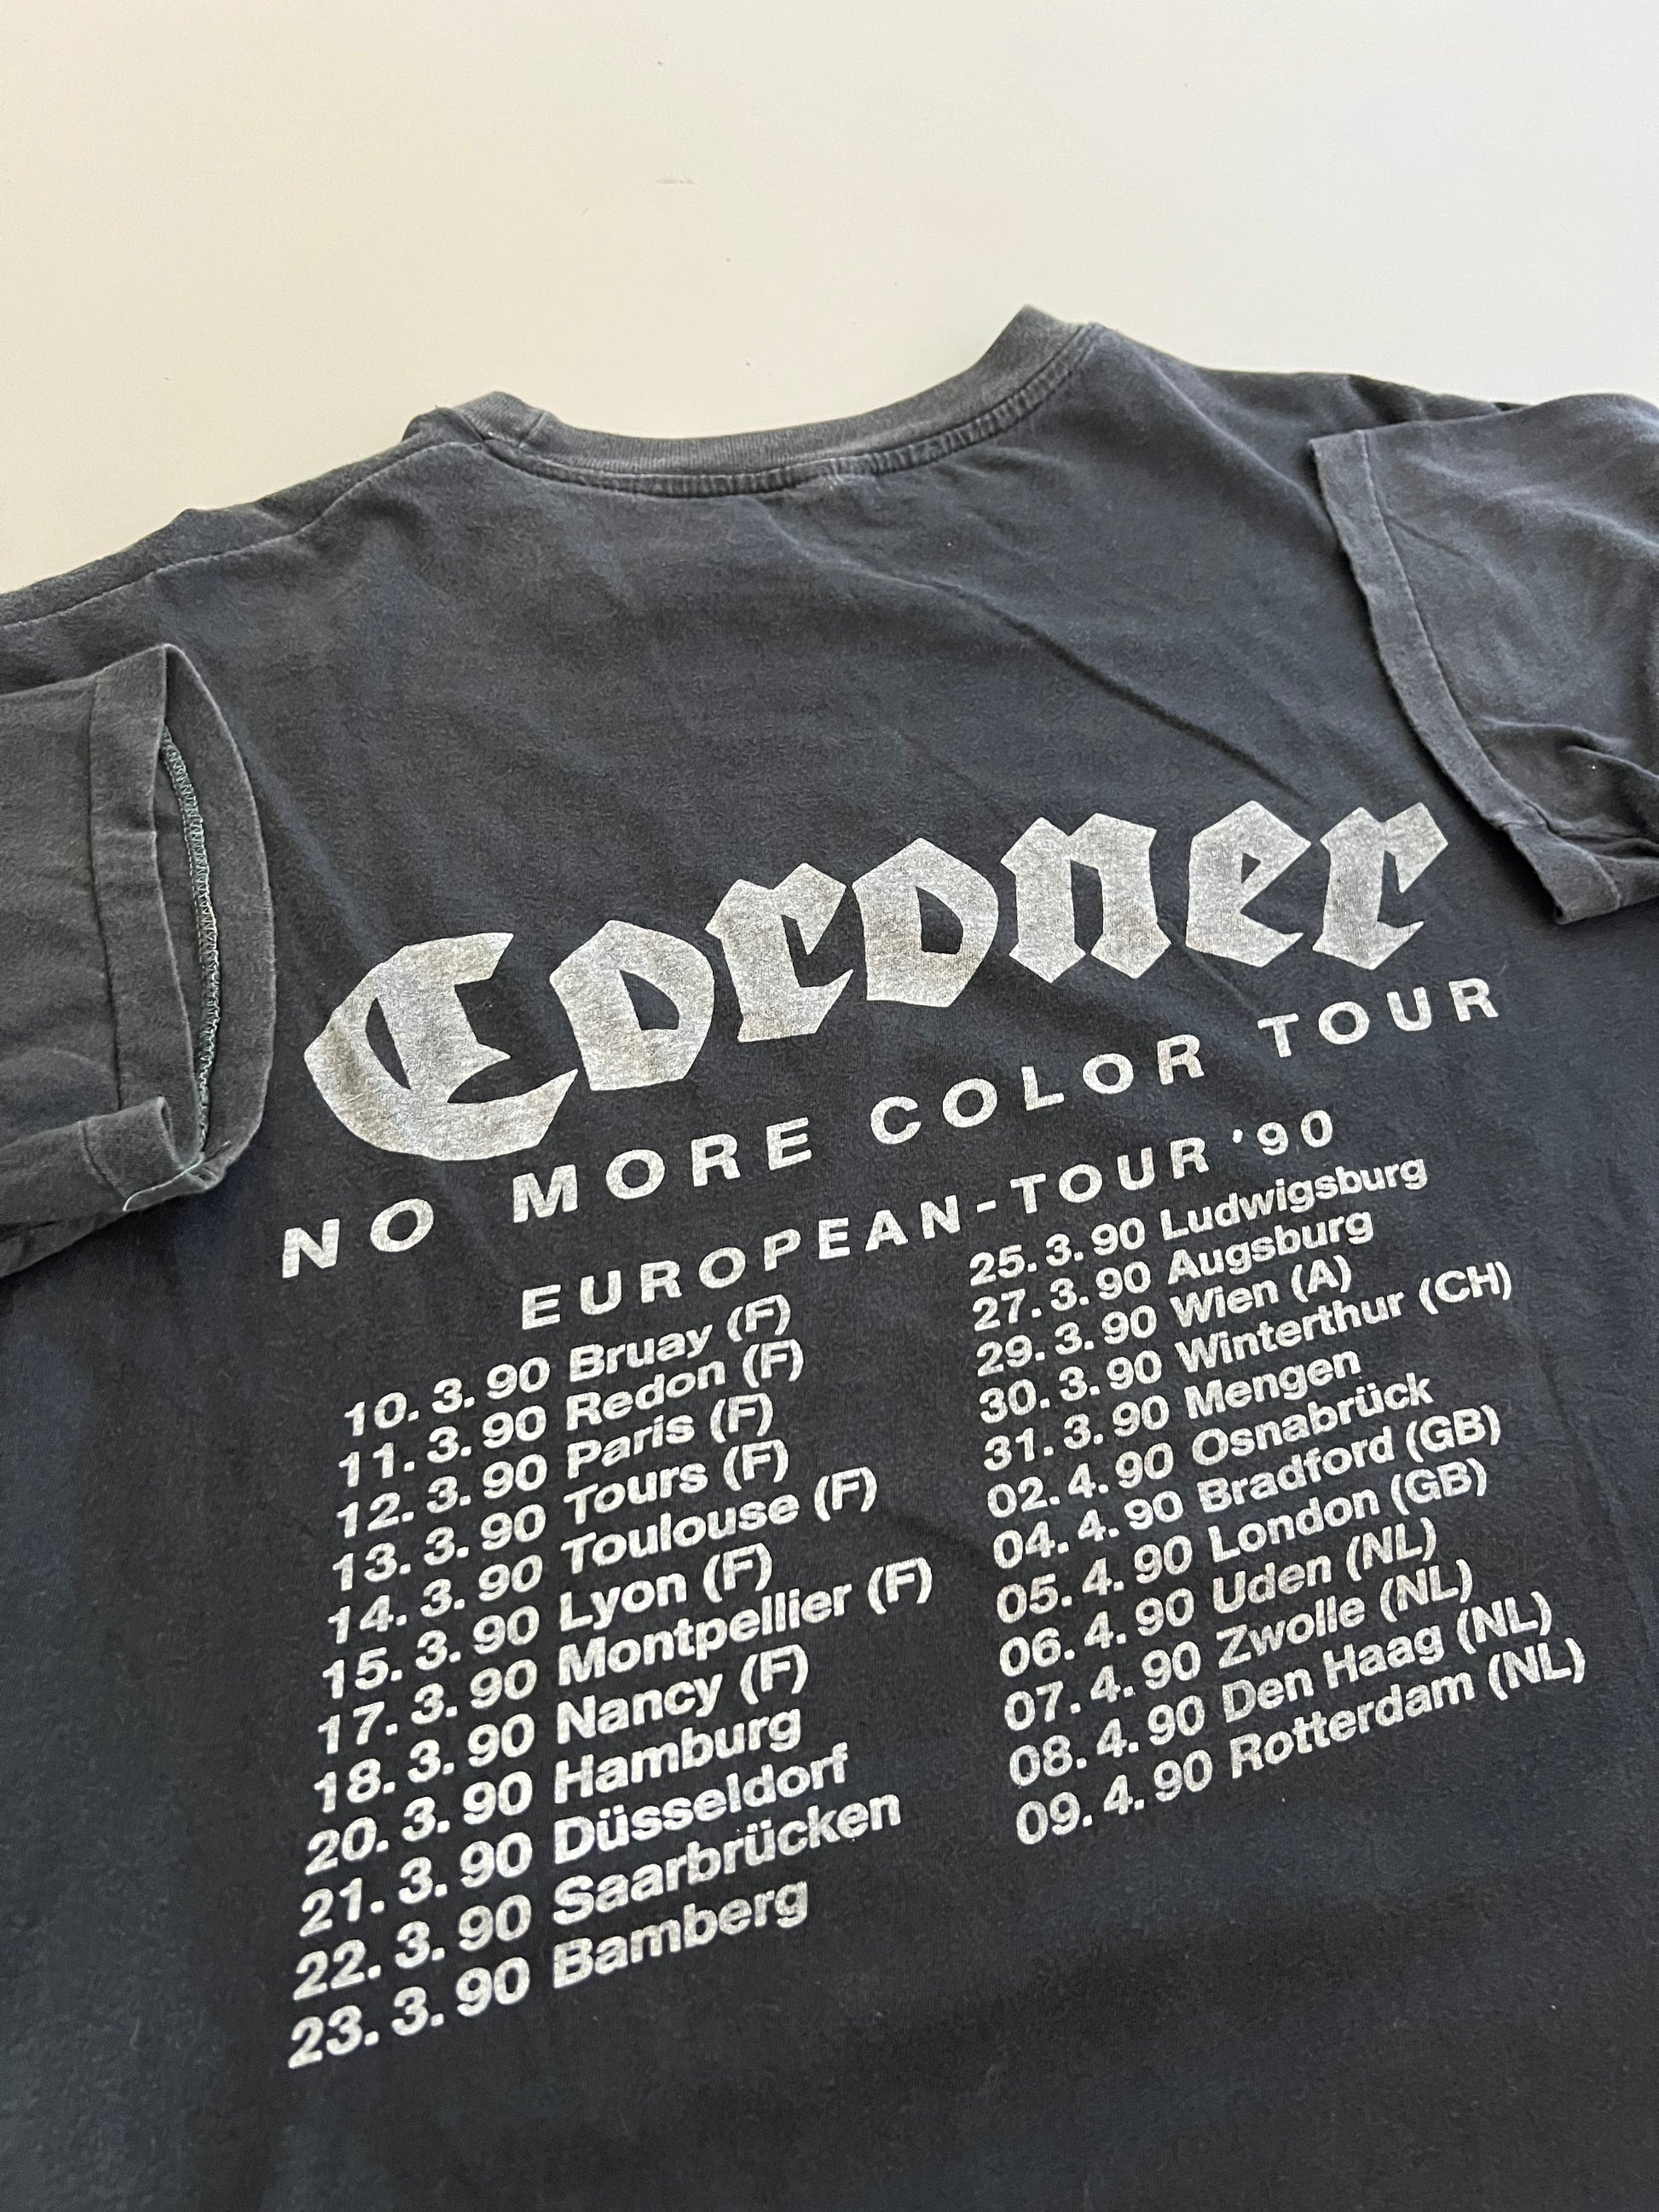 Coroner
NO MORE COLOR TOUR
EUROPEAN-TOUR '90
10. 3. 90 Bruay (F)
11. 3. 90 Redon (F)
12. 3. 90 Paris (F)
13. 3. 90 Tours (F)
14. 3. 90 Toulouse (F)
15. 3. 90 Lyon (F)
17. 3. 90 Montpellier (F)
18. 3. 90 Nancy (F)
20. 3. 90 Hamburg
21. 3. 90 Düsseldorf
22. 3. 90 Saarbrücken
23. 3. 90 Bamberg
25. 3. 90 Ludwigsburg
27. 3. 90 Augsburg
29. 3. 90 Wien (A)
30. 3. 90 Winterthur (CH)
31. 3. 90 Mengen
02. 4. 90 Osnabrück
04. 4. 90 Bradford (GB)
05. 4. 90 London (GB)
06. 4. 90 Uden (NL)
07. 4. 90 Zwolle (NL)
08. 4. 90 Den Haag (NL)
09. 4. 90 Rotterdam (NL)